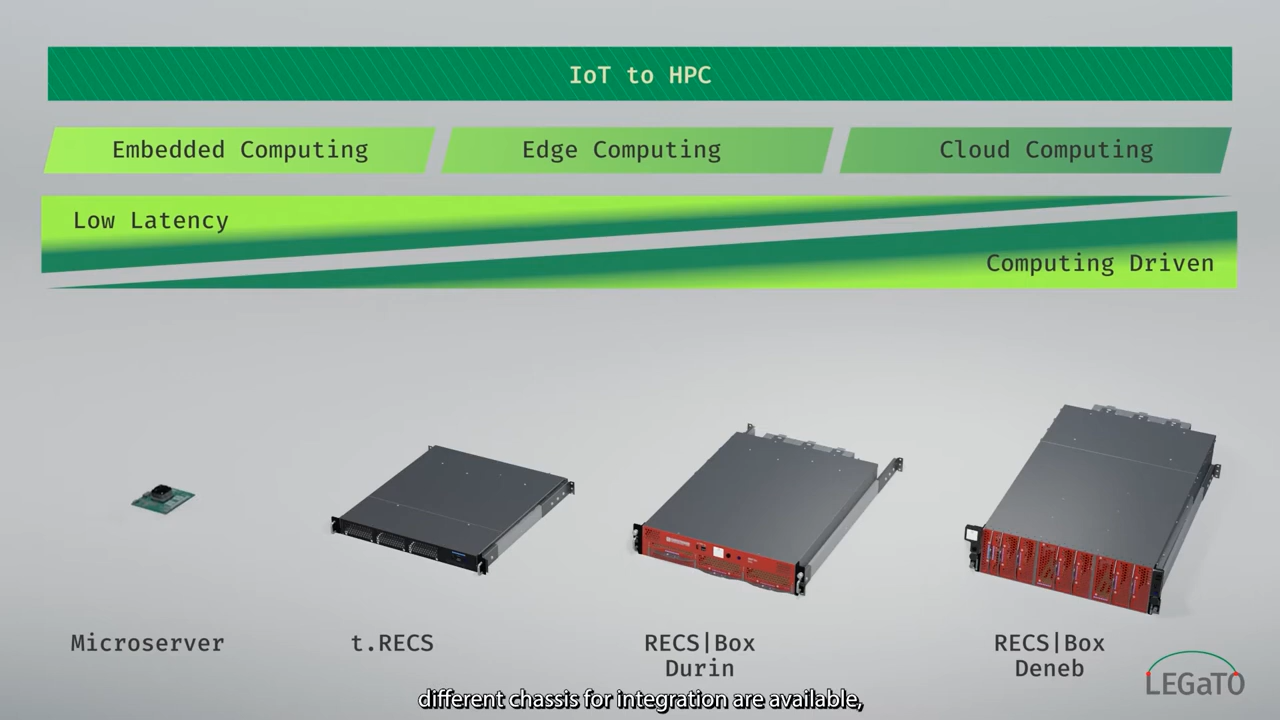 IoT to HPC
Embedded Computing
Edge Computing
Cloud Computing
Low Latency
Computing Driven
Microserver
t.RECS
RECS|Box
Durin
RECS|Box
Deneb
LEGaTO
different chassis for integration are available,